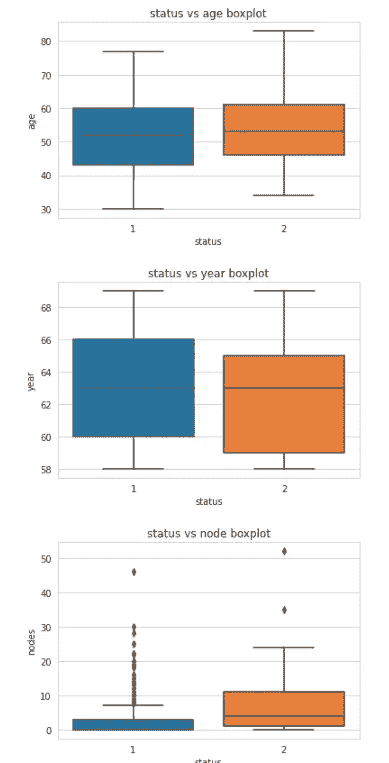 status vs age boxplot
80
70
60
50
40
30
age
1 2
status
status vs year boxplot
68
66
64
62
60
58
year
1 2
status
status vs node boxplot
50
40
30
20
10
0
nodes
1 2
status